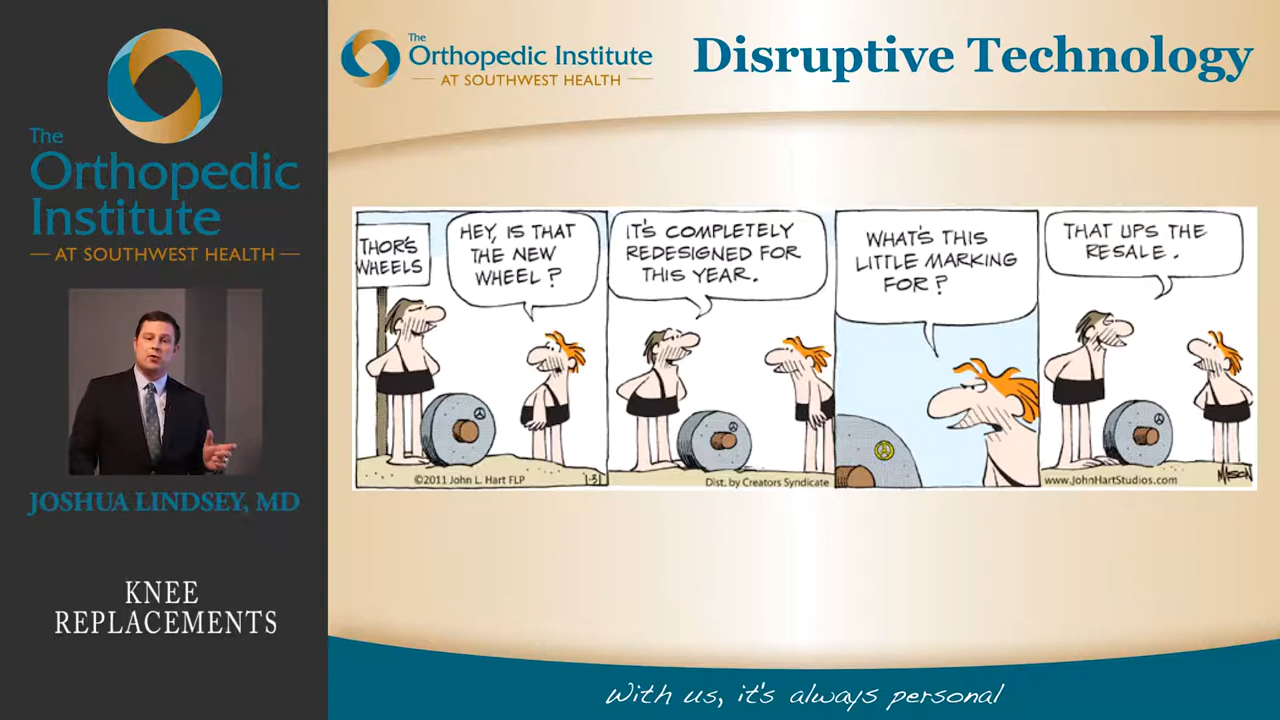 The
Orthopedic
Institute
AT SOUTHWEST HEALTH
JOSHUA LINDSEY, MD
KNEE
REPLACEMENTS
The
Orthopedic Institute
AT SOUTHWEST HEALTH
Disruptive Technology
THOR'S
WHEELS
HEY, IS THAT
THE NEW
WHEEL?
©2011 John L. Hart FLP
1-31
IT'S COMPLETELY
REDESIGNED FOR
THIS YEAR.
Dist. by Creators Syndicate
WHAT'S THIS
LITTLE MARKING
FOR?
THAT UPS THE
RESALE.
www.JohnHartStudios.com
MASON
With us, it's always personal